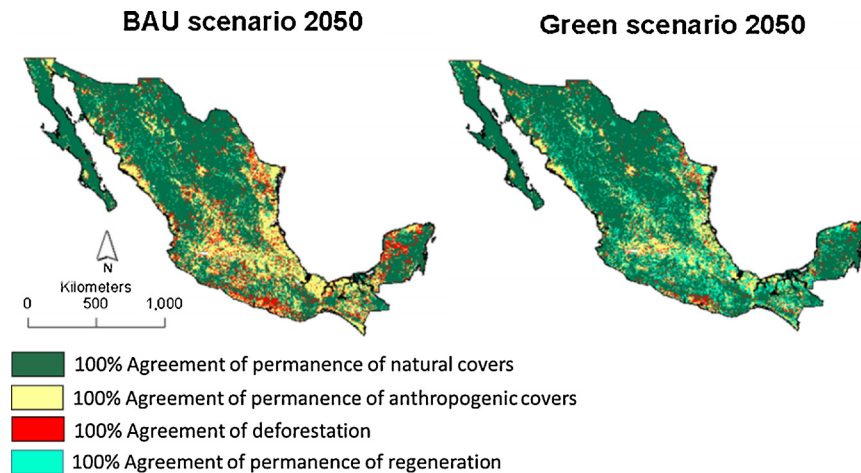 BAU scenario 2050
Green scenario 2050
N
Kilometers
0 500 1,000
100% Agreement of permanence of natural covers
100% Agreement of permanence of anthropogenic covers
100% Agreement of deforestation
100% Agreement of permanence of regeneration